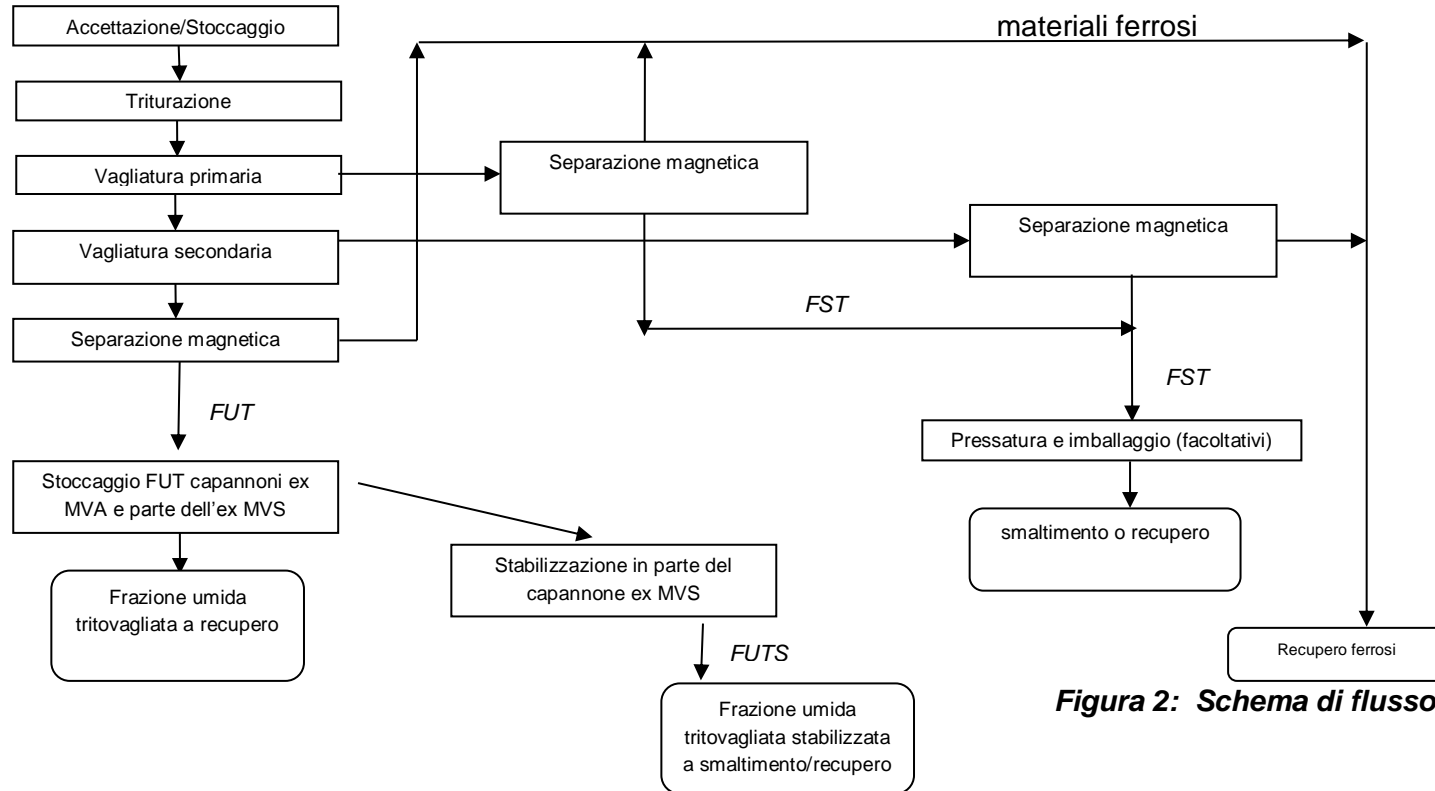 Accettazione/Stoccaggio
materiali ferrosi
Triturazione
Vagliatura primaria
Separazione magnetica
Vagliatura secondaria
Separazione magnetica
Separazione magnetica
FST
FST
FUT
Pressatura e imballaggio (facoltativi)
Stoccaggio FUT capannoni ex
MVA e parte dell'ex MVS
smaltimento o recupero
Stabilizzazione in parte del
capannone ex MVS
Frazione umida
tritovagliata a recupero
FUTS
Recupero ferrosi
Figura 2: Schema di flusso
Frazione umida
tritovagliata stabilizzata
a smaltimento/recupero